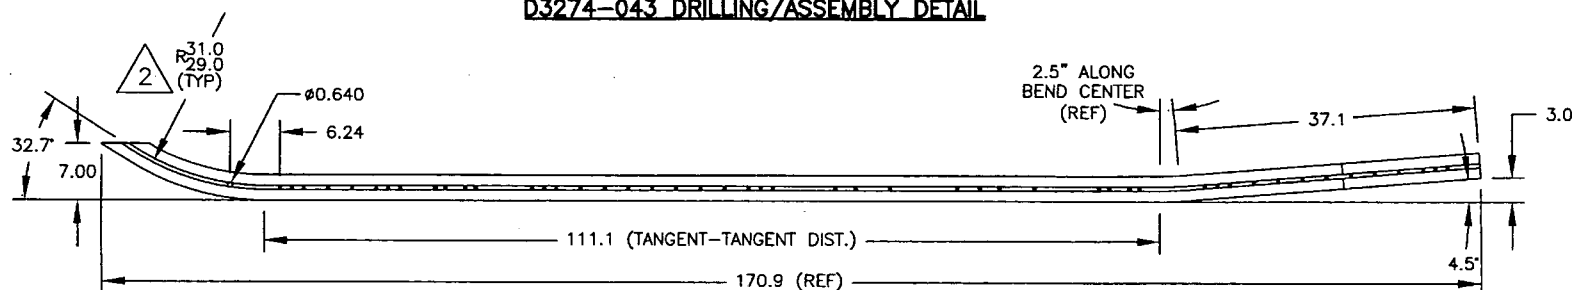 D3274-043 DRILLING/ASSEMBLY DETAIL
2
R31.0
29.0
(TYP)
ø0.640
6.24
32.7°
7.00
2.5" ALONG
BEND CENTER
(REF)
37.1
3.0
111.1 (TANGENT-TANGENT DIST.)
4.5°
170.9 (REF)